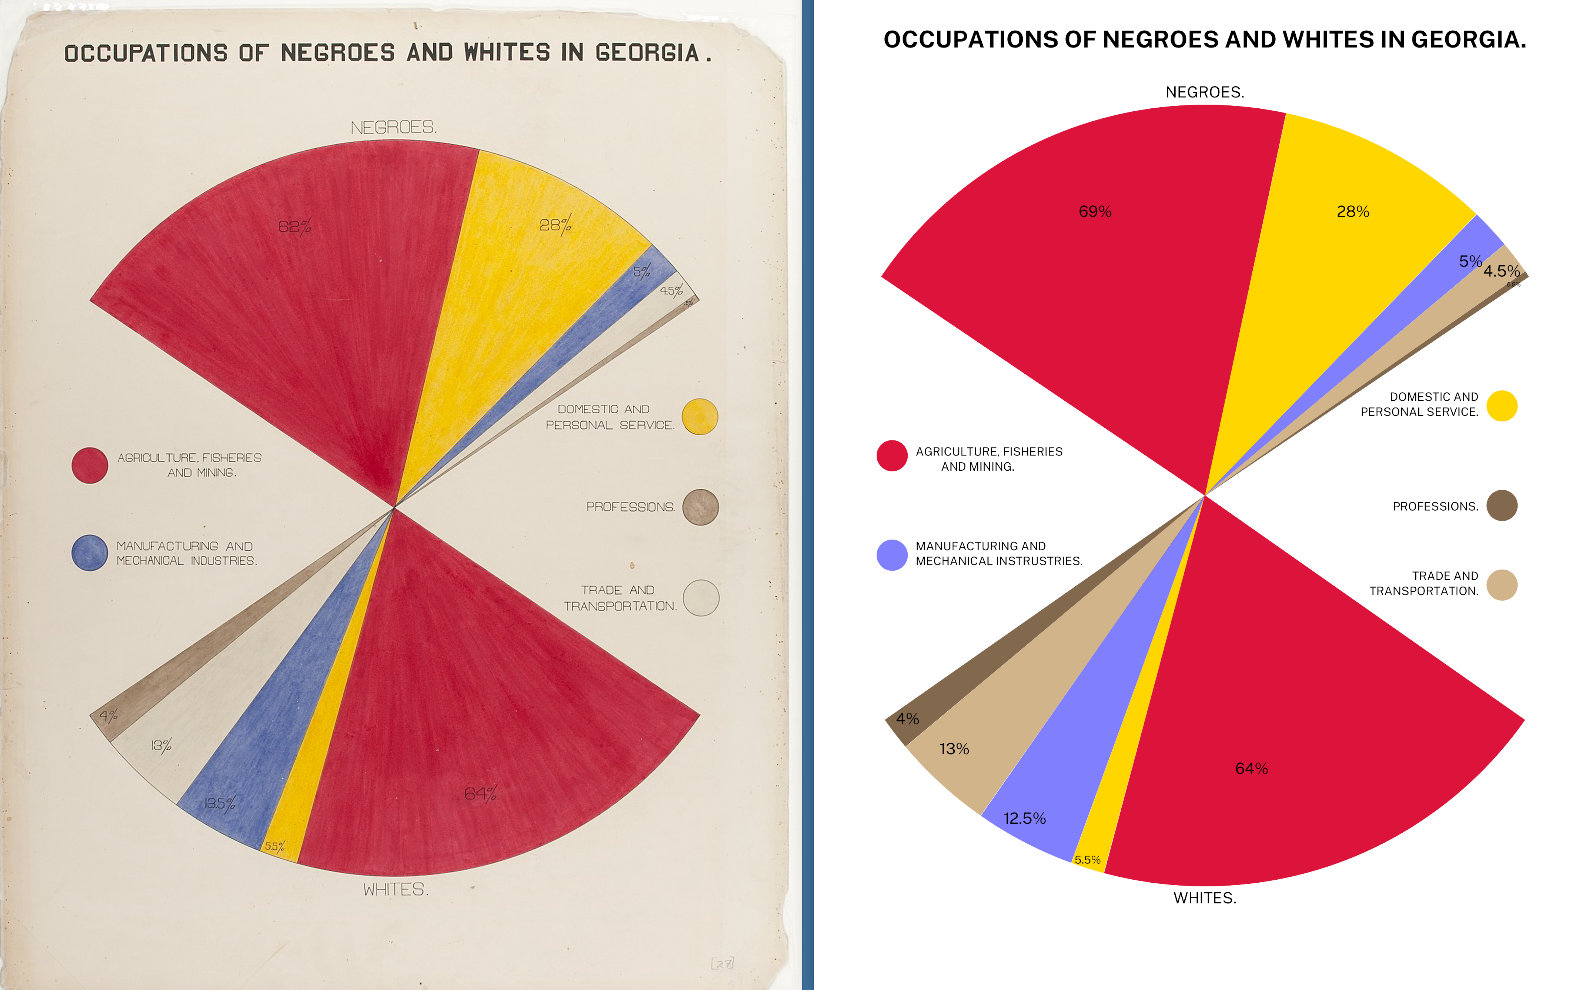 OCCUPATIONS OF NEGROES AND WHITES IN GEORGIA.
NEGROES.
62%
28%
5%
4.5%
DOMESTIC AND
PERSONAL SERVICE.
AGRICULTURE, FISHERIES
AND MINING.
PROFESSIONS.
MANUFACTURING AND
MECHANICAL INDUSTRIES.
TRADE AND
TRANSPORTATION.
4%
13%
13.5%
5.5%
64%
WHITES.
[27]
OCCUPATIONS OF NEGROES AND WHITES IN GEORGIA.
NEGROES.
69%
28%
5%
4.5%
DOMESTIC AND
PERSONAL SERVICE.
AGRICULTURE, FISHERIES
AND MINING.
PROFESSIONS.
MANUFACTURING AND
MECHANICAL INSTRUSTRIES.
TRADE AND
TRANSPORTATION.
4%
13%
12.5%
5.5%
64%
WHITES.